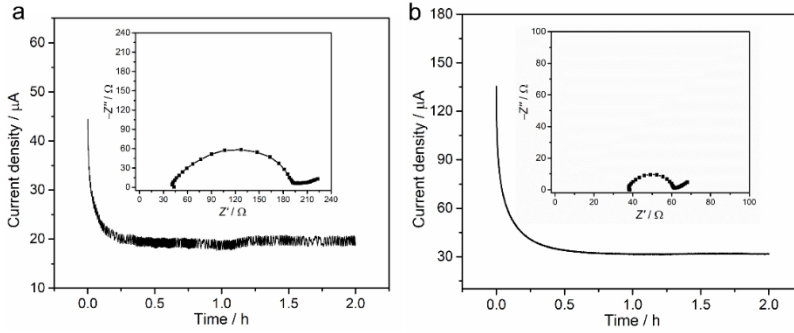 a
Current density / μA
65
60
50
40
30
20
10
0.0 0.5 1.0 1.5 2.0
Time / h
-Z″ / Ω
240
210
180
150
120
90
60
30
0
0 30 60 90 120 150 180 210 240
Z′ / Ω
b
Current density / μA
180
150
120
90
60
30
0.0 0.5 1.0 1.5 2.0
Time / h
-Z″ / Ω
100
80
60
40
20
0
0 20 40 60 80 100
Z′ / Ω